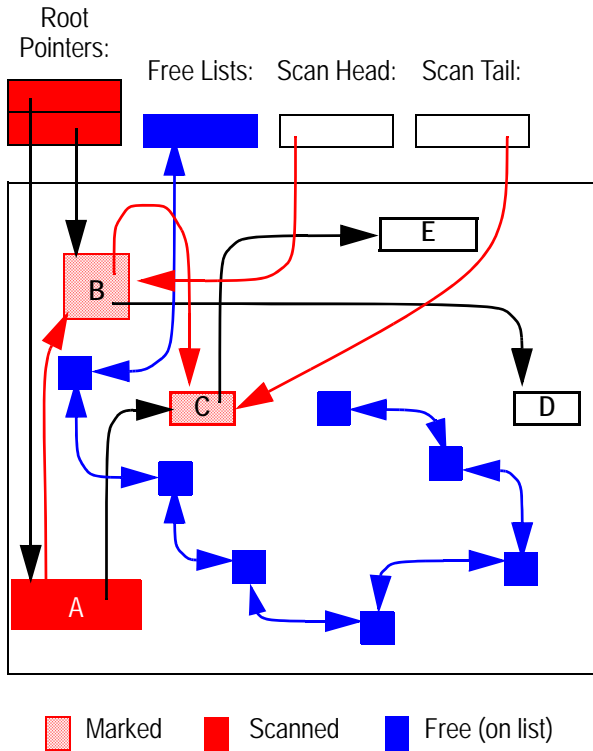 Root
Pointers:
Free Lists:
Scan Head:
Scan Tail:
E
B
C
D
A
Marked
Scanned
Free (on list)